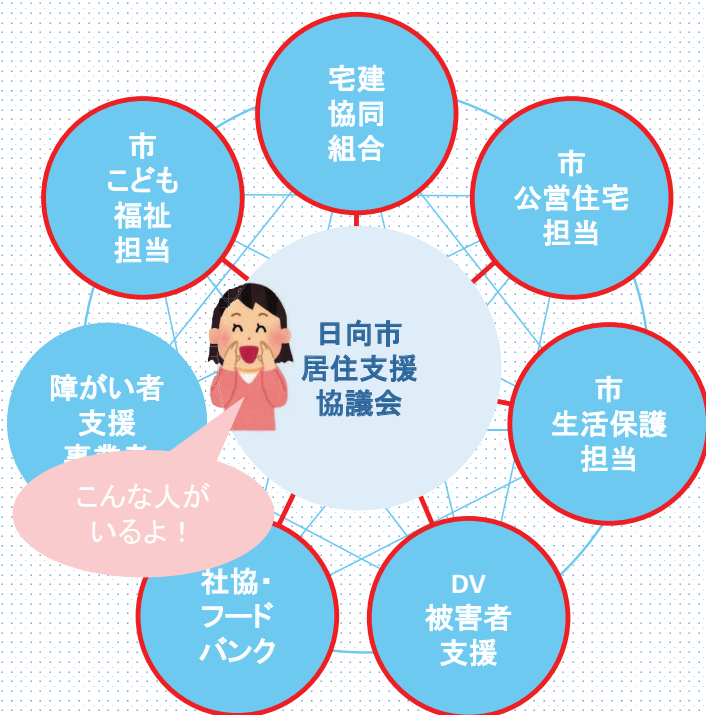 宅建
協同
組合
市
こども
福祉
担当
市
公営住宅
担当
日向市
居住支援
協議会
障がい者
支援
事業者
市
生活保護
担当
こんな人が
いるよ！
社協・
フード
バンク
DV
被害者
支援